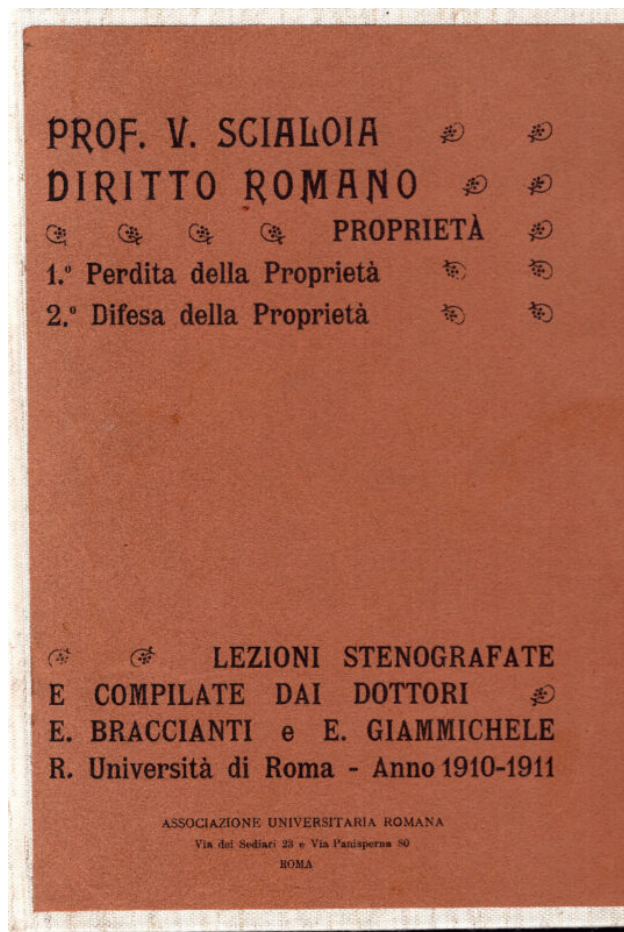 PROF. V. SCIALOIA
DIRITTO ROMANO
PROPRIETÀ
1.° Perdita della Proprietà
2.° Difesa della Proprietà
LEZIONI STENOGRAFATE
E COMPILATE DAI DOTTORI
E. BRACCIANTI e E. GIAMMICHELE
R. Università di Roma - Anno 1910-1911
ASSOCIAZIONE UNIVERSITARIA ROMANA
Via dei Sediari 23 e Via Panisperna 80
ROMA